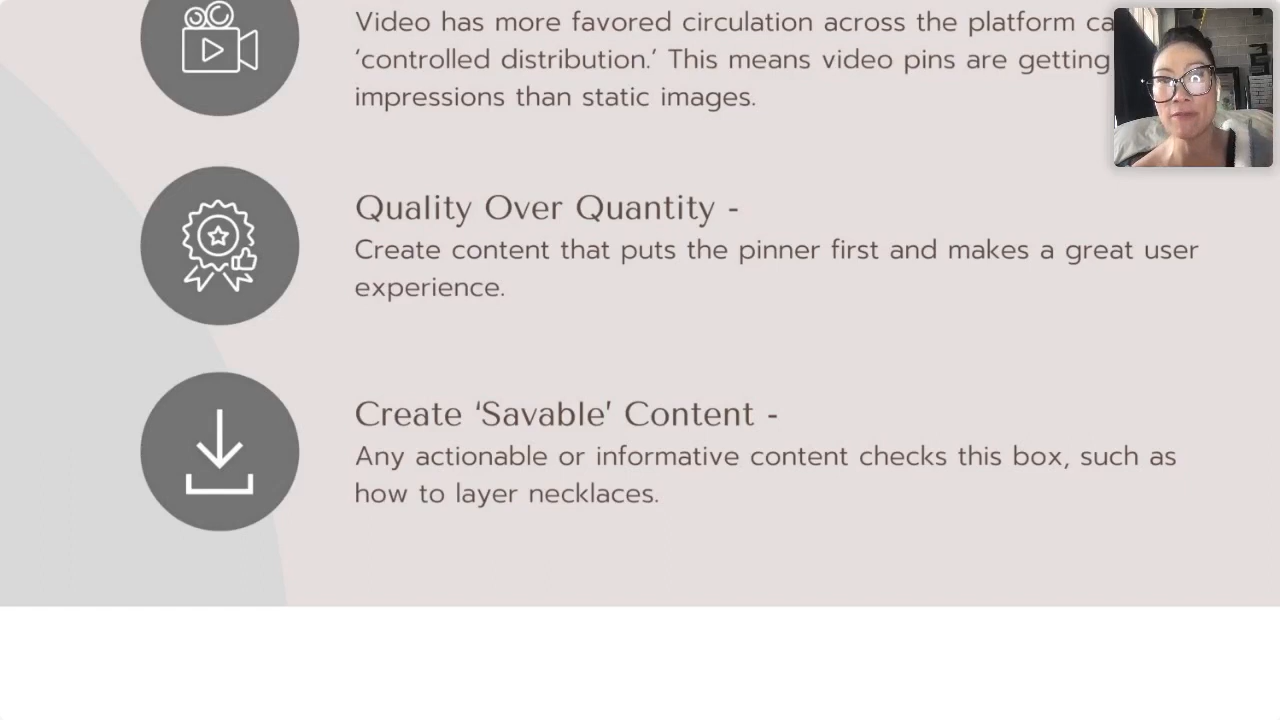 Video has more favored circulation across the platform
‘controlled distribution.’ This means video pins are getting
impressions than static images.
Quality Over Quantity -
Create content that puts the pinner first and makes a great user
experience.
Create ‘Savable’ Content -
Any actionable or informative content checks this box, such as
how to layer necklaces.